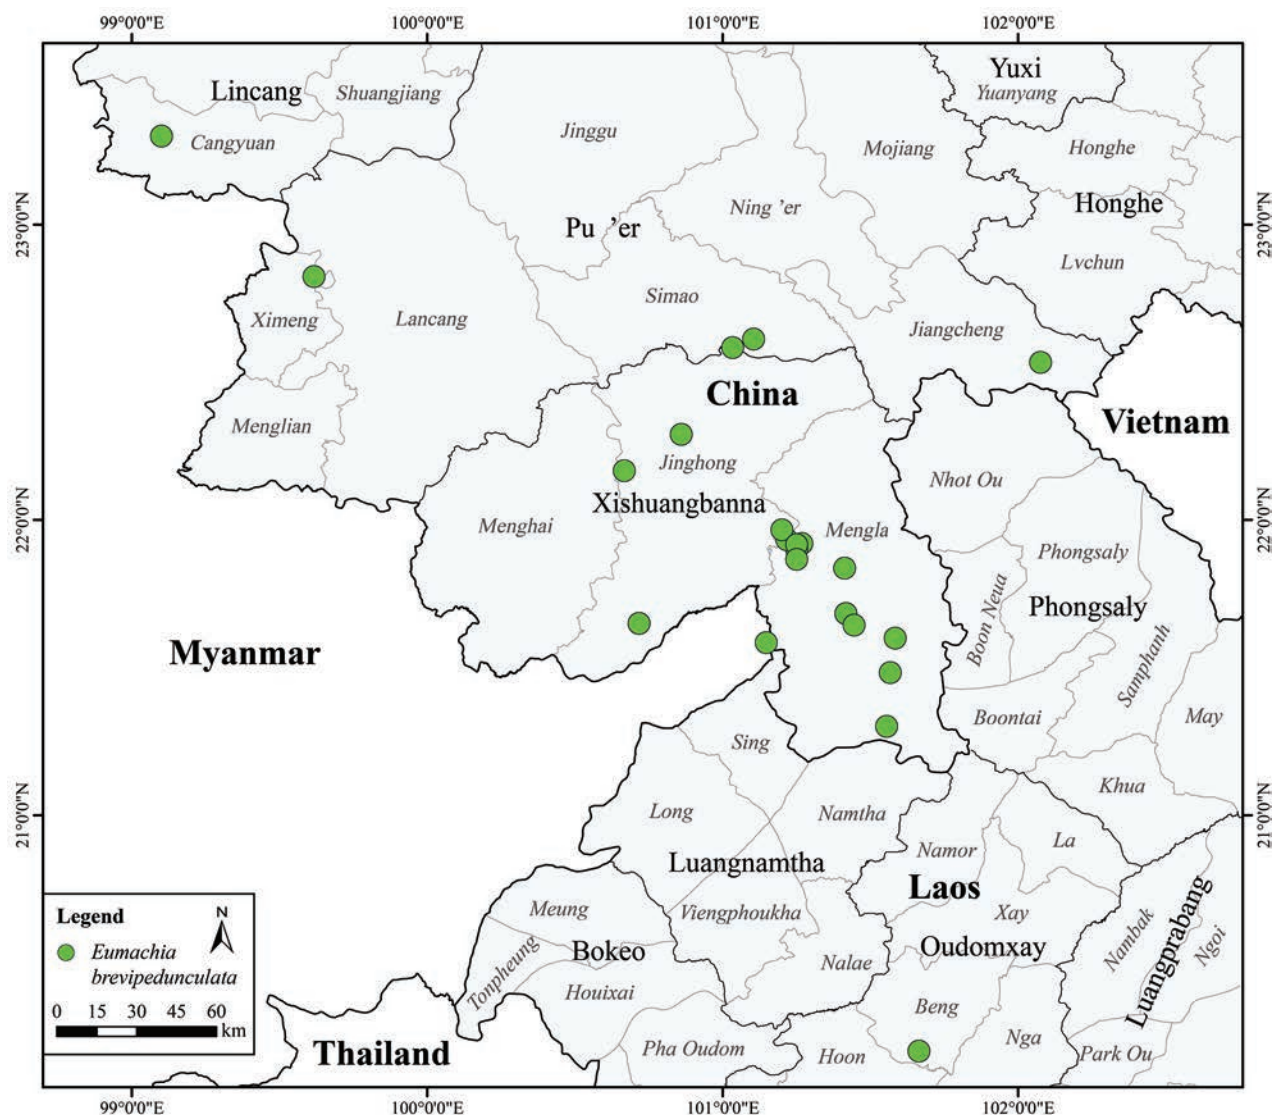 99°0'0"E 100°0'0"E 101°0'0"E 102°0'0"E
Yuxi
Lincang Shuangjiang Yuanyang
Cangyuan Jinggu Mojiang Honghe
23°0'0"N Ning 'er Honghe 23°0'0"N
Pu 'er
Lvchun
Simao
Ximeng Lancang Jiangcheng
China
Menglian Vietnam
Jinghong
Nhot Ou
Xishuangbanna
22°0'0"N Menghai Mengla 22°0'0"N
Phongsaly
Boon Neua Phongsaly
Myanmar Samphanh
Boontai May
Sing
Khua
21°0'0"N Long Namtha 21°0'0"N
La
Luangnamtha Namor
Laos
Legend N
Eumachia
brevipedunculata
0 15 30 45 60
km
Meung Viengphoukha Xay
Tonpheung Bokeo Oudomxay Nambak Luangprabang Ngoi
Houixai Nalae
Beng
Thailand Pha Oudom Hoon Nga Park Ou
99°0'0"E 100°0'0"E 101°0'0"E 102°0'0"E